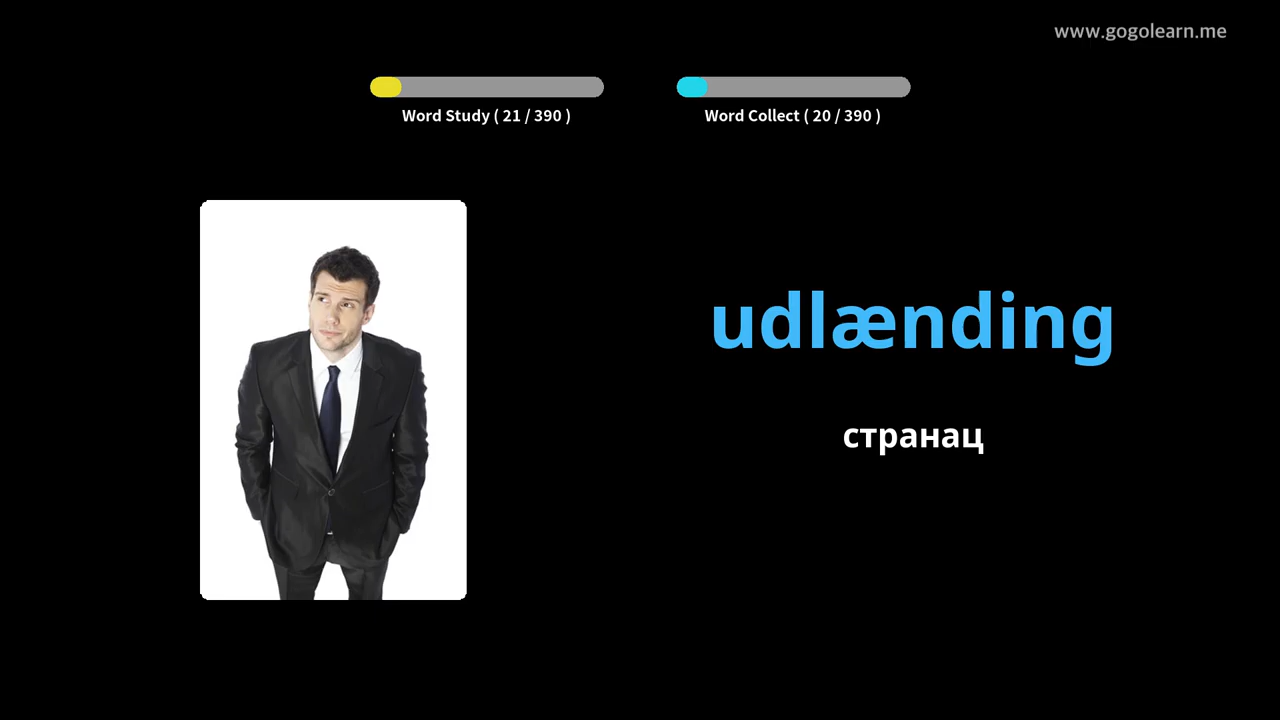 www.gogolearn.me
Word Study ( 21 / 390 )
Word Collect ( 20 / 390 )
udlænding
странац